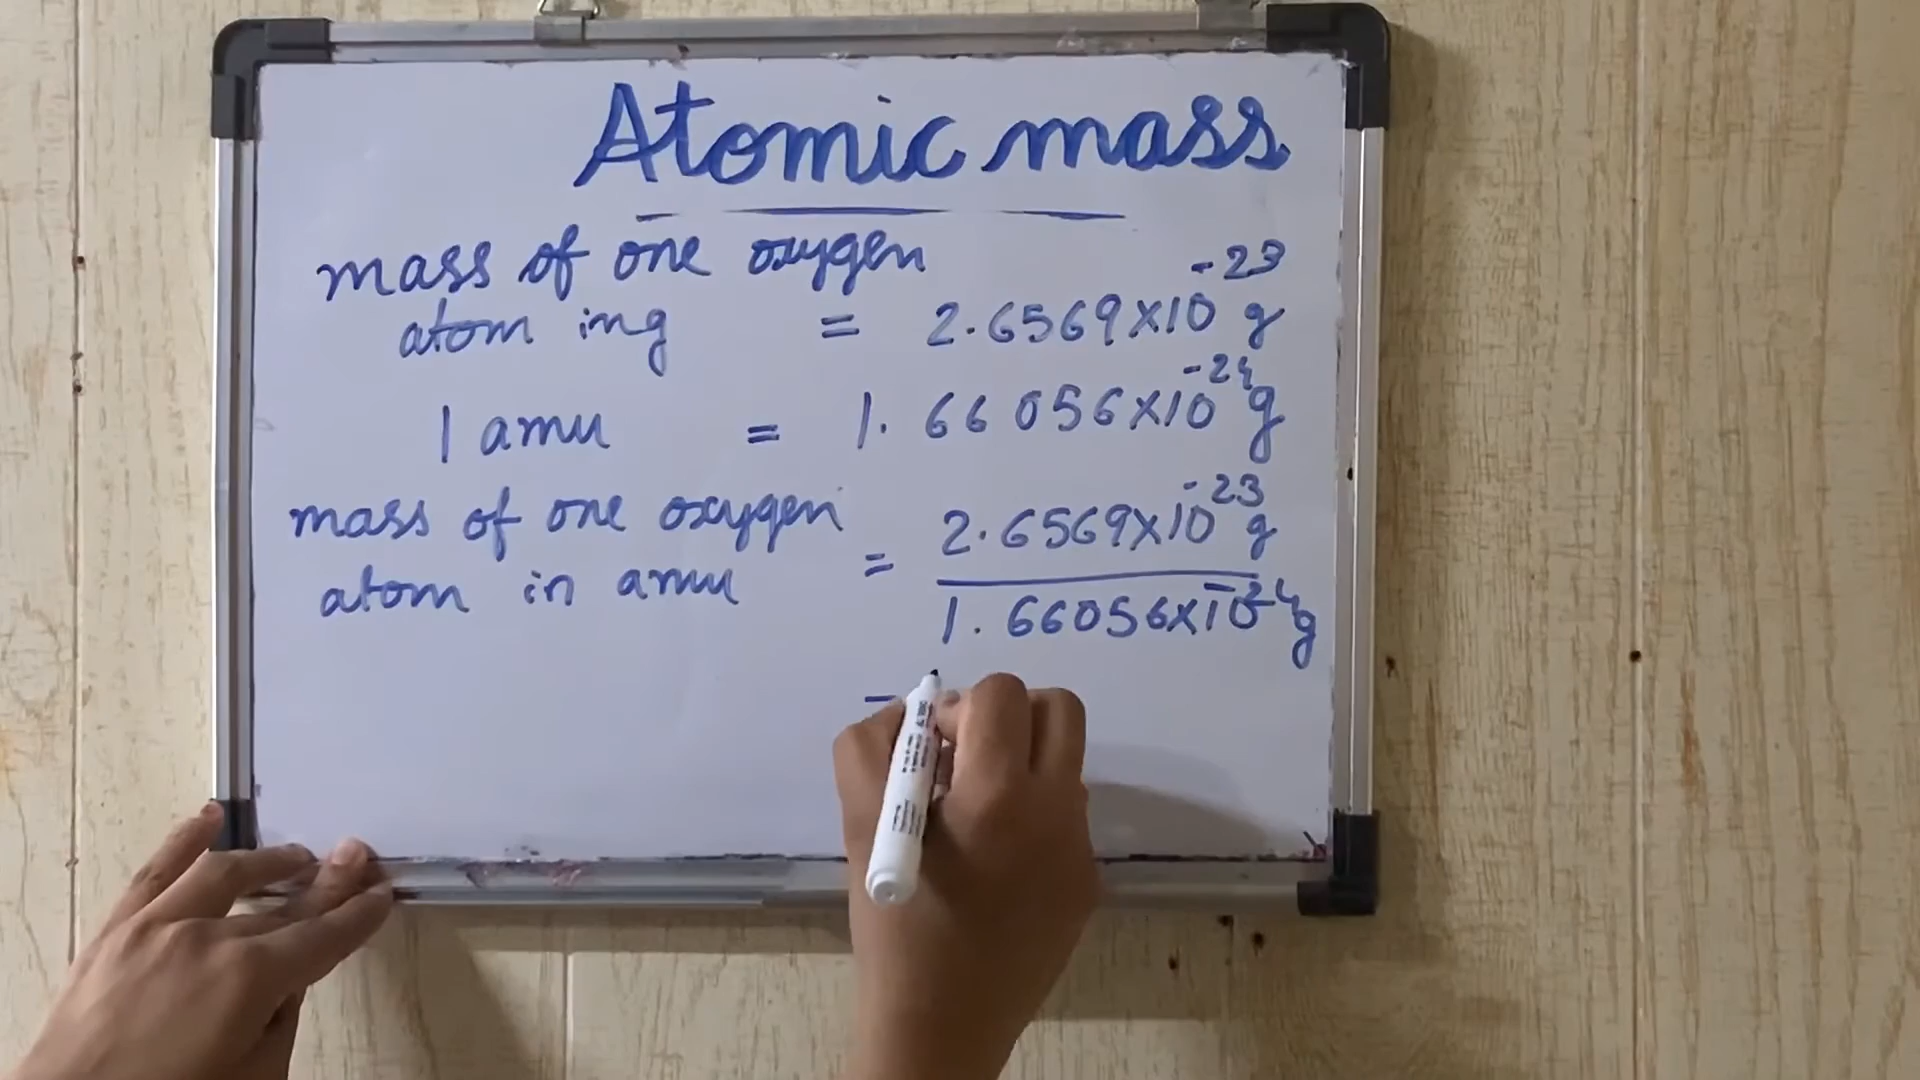 Atomic mass
mass of one oxygen
atom ing = 2.6569×10⁻²³ g
1 amu = 1.66056×10⁻²⁴ g
mass of one oxygen
atom in amu = 2.6569×10⁻²³ g
1.66056×10⁻²⁴ g